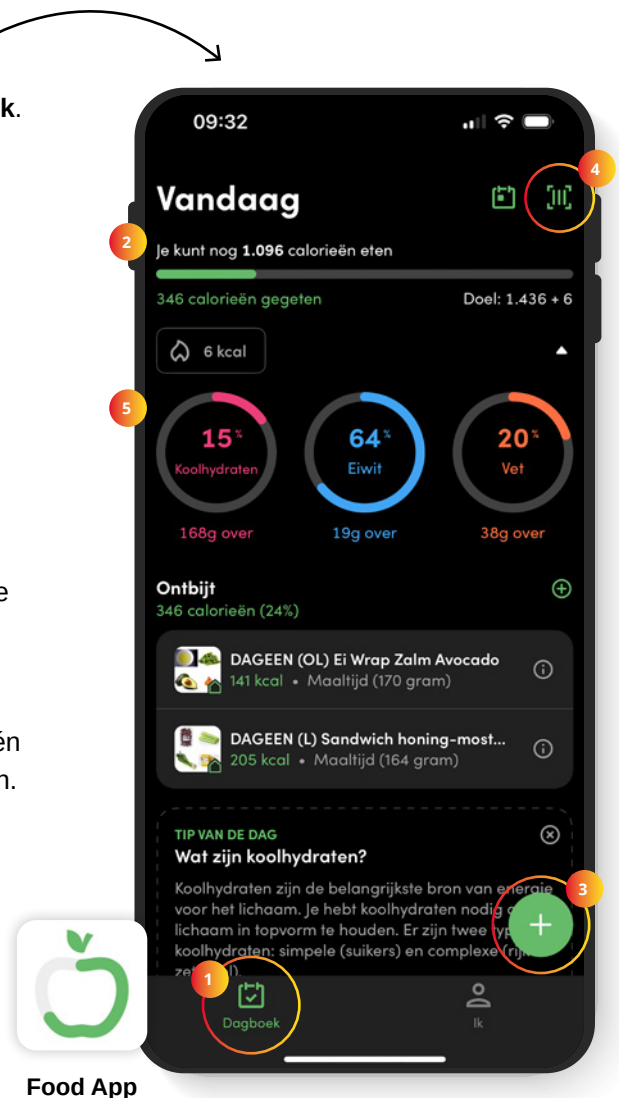 k.
09:32
Vandaag
4
2
Je kunt nog 1.096 calorieën eten
346 calorieën gegeten Doel: 1.436 + 6
6 kcal
5
15% 64% 20%
Koolhydraten Eiwit Vet
168g over 19g over 38g over
e
Ontbijt
346 calorieën (24%)
DAGEEN (OL) Ei Wrap Zalm Avocado
141 kcal • Maaltijd (170 gram)
én
n.
DAGEEN (L) Sandwich honing-most...
205 kcal • Maaltijd (164 gram)
TIP VAN DE DAG
Wat zijn koolhydraten?
Koolhydraten zijn de belangrijkste bron van energie
3
voor het lichaam. Je hebt koolhydraten nodig
lichaam in topvorm te houden. Er zijn twee
koolhydraten: simpele (suikers) en complexe
1
Dagboek Ik
Food App